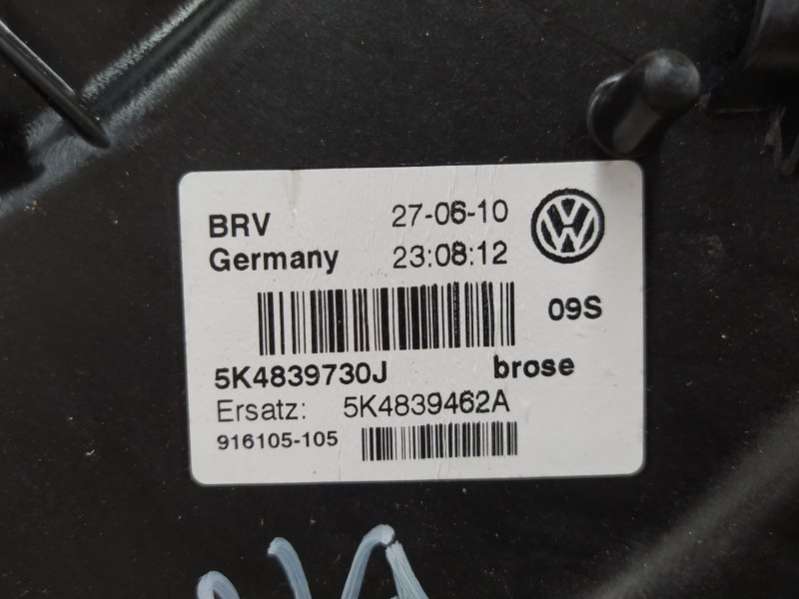 BRV 27-06-10
Germany 23:08:12
09S
5K4839730J brose
Ersatz: 5K4839462A
916105-105